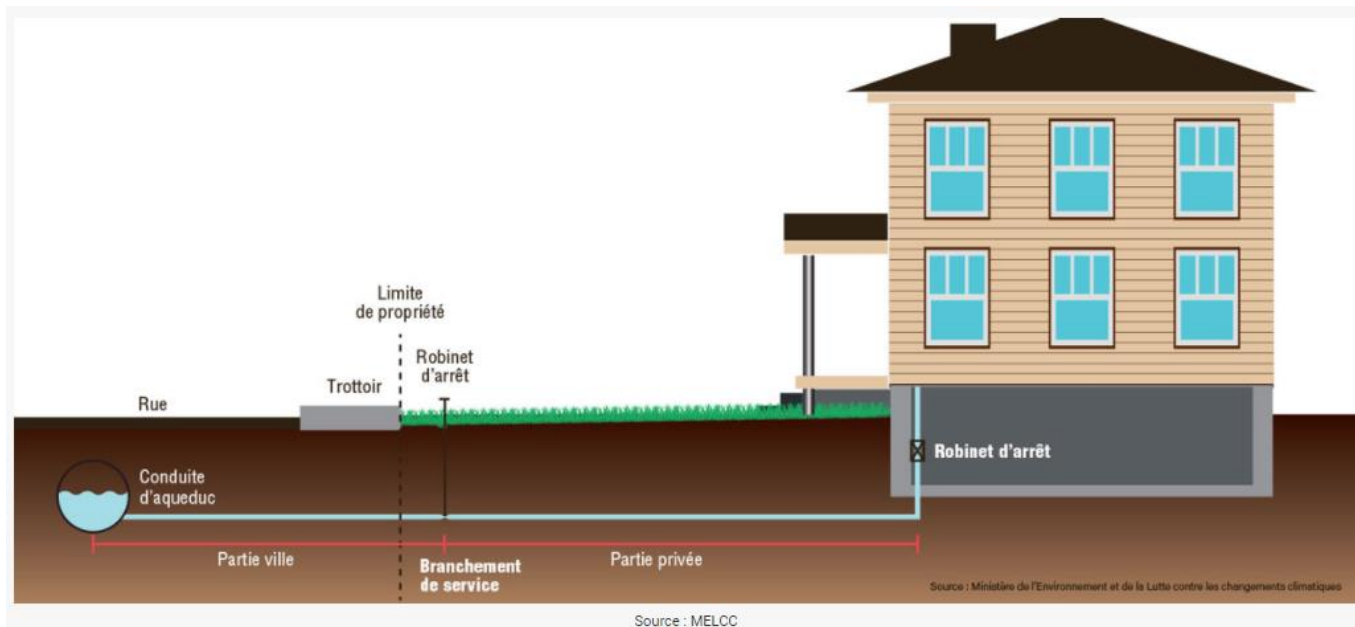 Limite
de propriété
Robinet
d'arrêt
Trottoir
Rue
Conduite
d'aqueduc
Robinet d'arrêt
Partie ville
Branchement
de service
Partie privée
Source : Ministère de l'Environnement et de la Lutte contre les changements climatiques
Source : MELCC